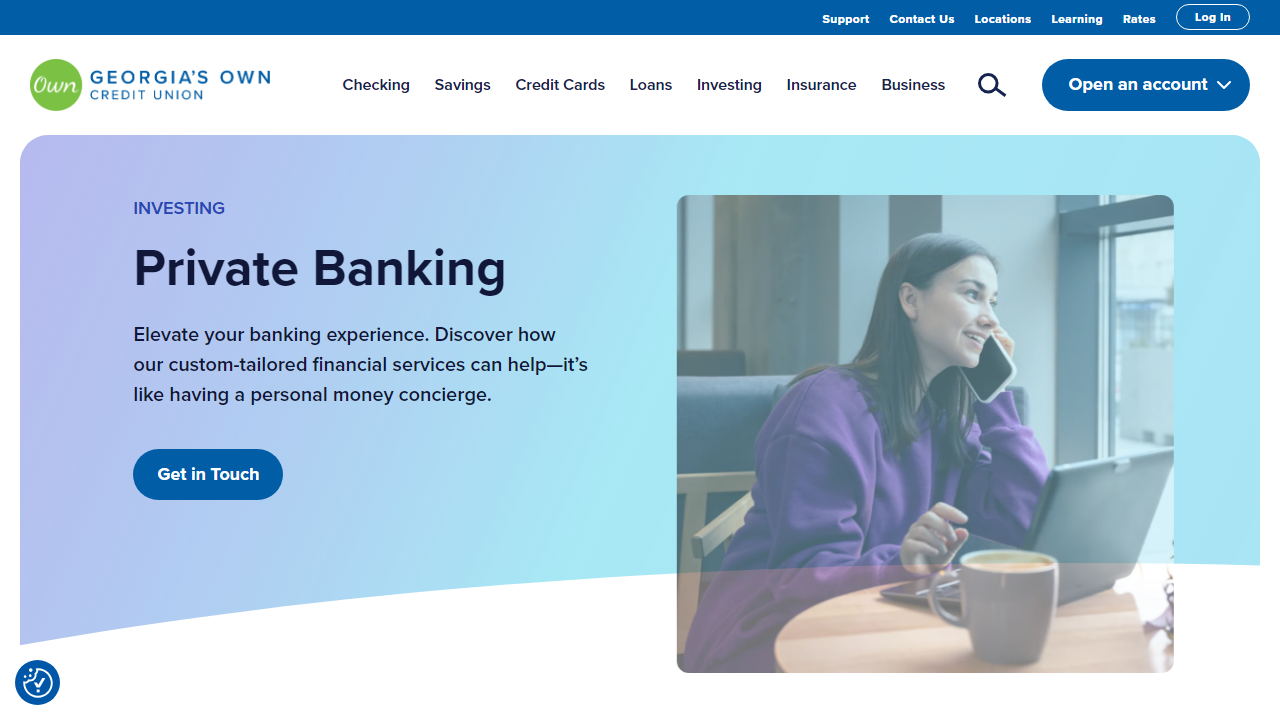 Support Contact Us Locations Learning Rates Log In
Own GEORGIA'S OWN
CREDIT UNION
Checking Savings Credit Cards Loans Investing Insurance Business Open an account
INVESTING
Private Banking
Elevate your banking experience. Discover how
our custom-tailored financial services can help—it’s
like having a personal money concierge.
Get in Touch